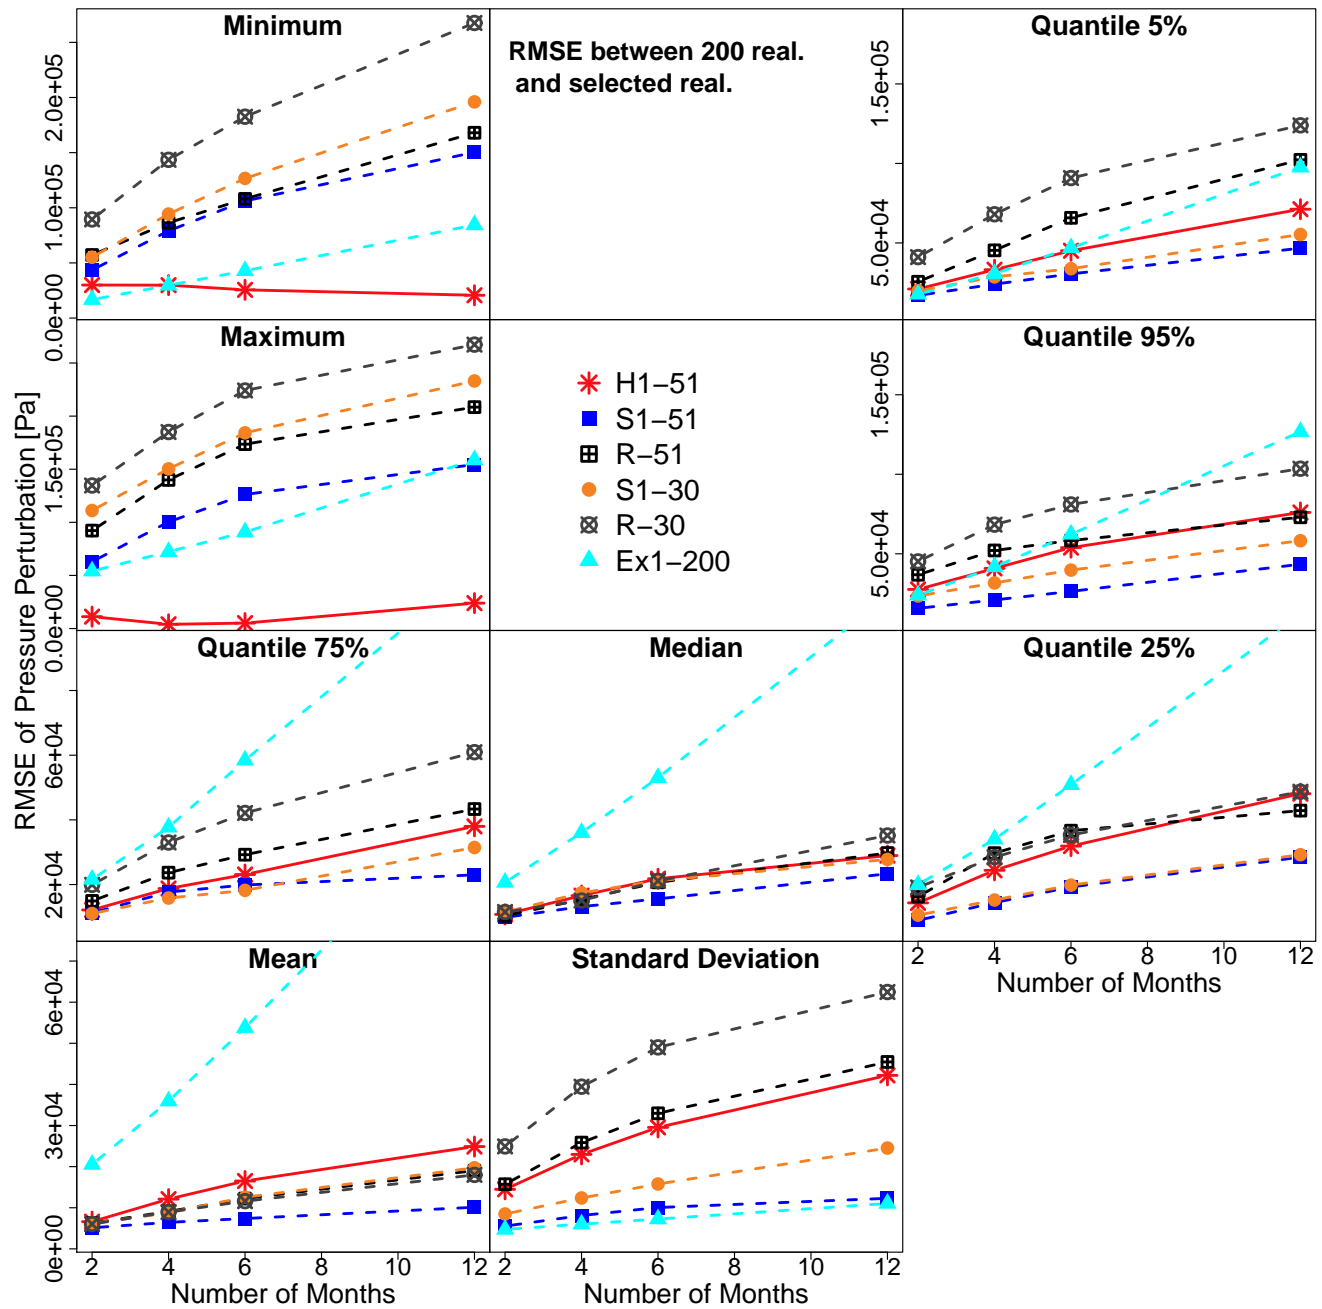 Minimum
RMSE between 200 real.
and selected real.
Quantile 5%
0.0e+00
1.0e+05
2.0e+05
5.0e+04
1.5e+05
Maximum
Quantile 95%
0.0e+00
1.5e+05
H1−51
S1−51
R−51
S1−30
R−30
Ex1−200
5.0e+04
1.5e+05
RMSE of Pressure Perturbation [Pa]
Quantile 75%
Median
Quantile 25%
2e+04
6e+04
2 4 6 8 10 12
Number of Months
Mean
Standard Deviation
0e+00
3e+04
6e+04
2 4 6 8 10 12
Number of Months
2 4 6 8 10 12
Number of Months